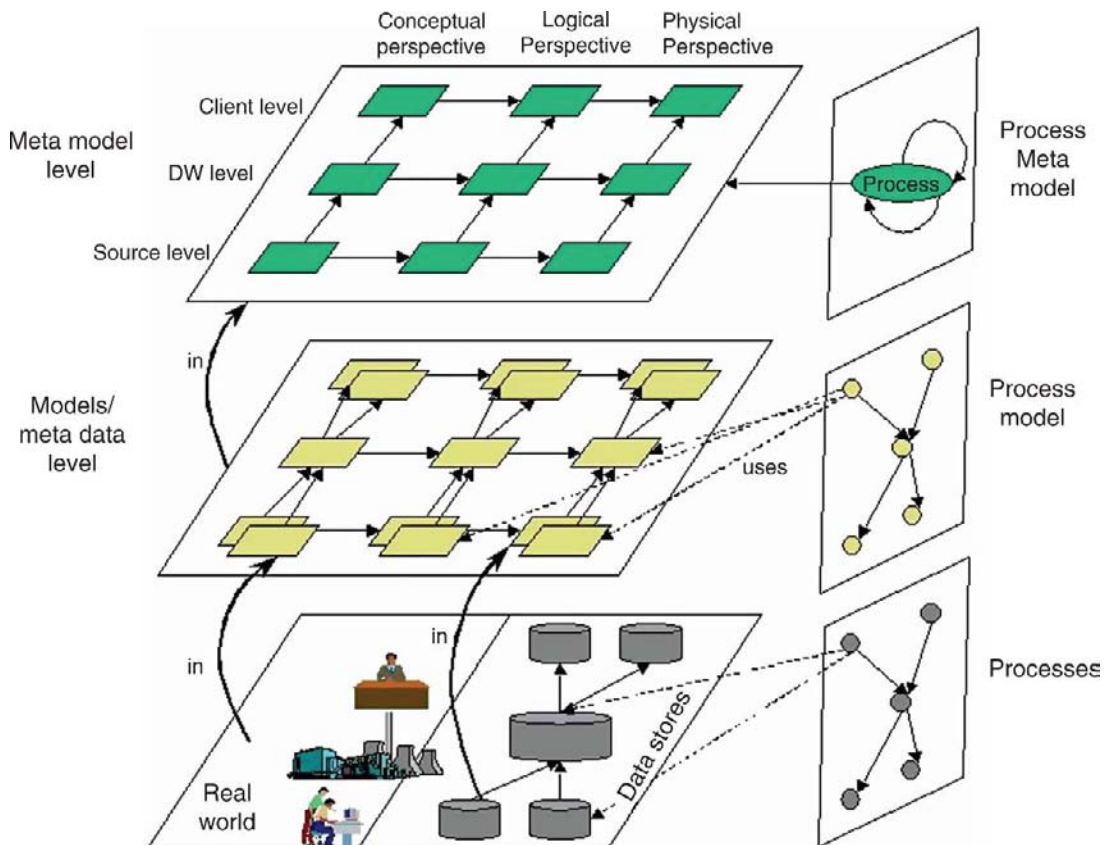 Conceptual
perspective
Logical
Perspective
Physical
Perspective
Client level
DW level
Source level
Meta model
level
Process
Process
Meta
model
in
Models/
meta data
level
uses
Process
model
in
in
Real
world
Data stores
Processes